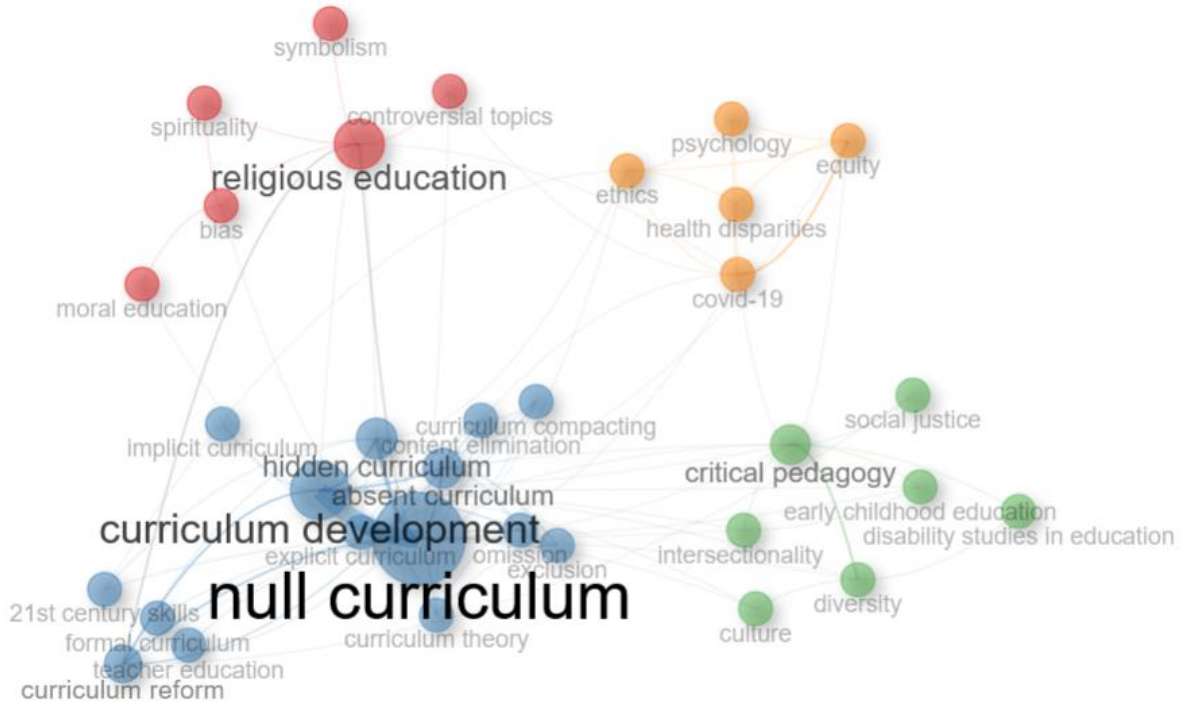 symbolism
controversial topics
spirituality
religious education
bias
moral education
psychology
equity
ethics
health disparities
covid-19
curriculum compacting
implicit curriculum
content elimination
hidden curriculum
absent curriculum
curriculum development
explicit curriculum
omission
exclusion
null curriculum
21st century skills
formal curriculum
curriculum theory
teacher education
curriculum reform
social justice
critical pedagogy
early childhood education
disability studies in education
intersectionality
diversity
culture